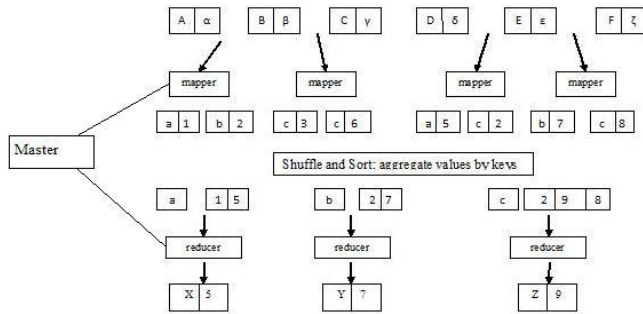 A α B β C γ D δ E ε F ζ
mapper mapper mapper mapper
a 1 b 2 c 3 c 6 a 5 c 2 b 7 c 8
Master
Shuffle and Sort: aggregate values by keys
a 1 5 b 2 7 c 2 9 8
reducer reducer reducer
X 5 Y 7 Z 9